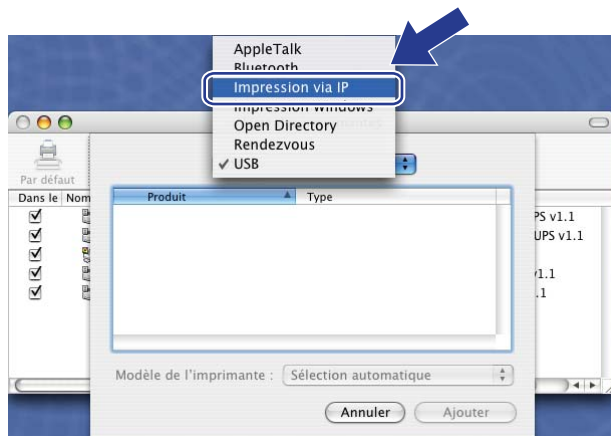 AppleTalk
Bluetooth
Impression via IP
Impression Windows
Open Directory
Rendezvous
✓ USB
Par défaut
Dans le Nom
Produit Type
PS v1.1
UPS v1.1
v1.1
.1
Modèle de l'imprimante : Sélection automatique
Annuler Ajouter